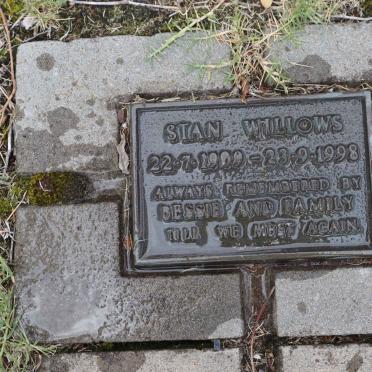 STAN WILLOWS
22-7-1909 - 23-9-1998
ALWAYS REMEMBERED BY
BESSIE AND FAMILY
TILL WE MEET AGAIN